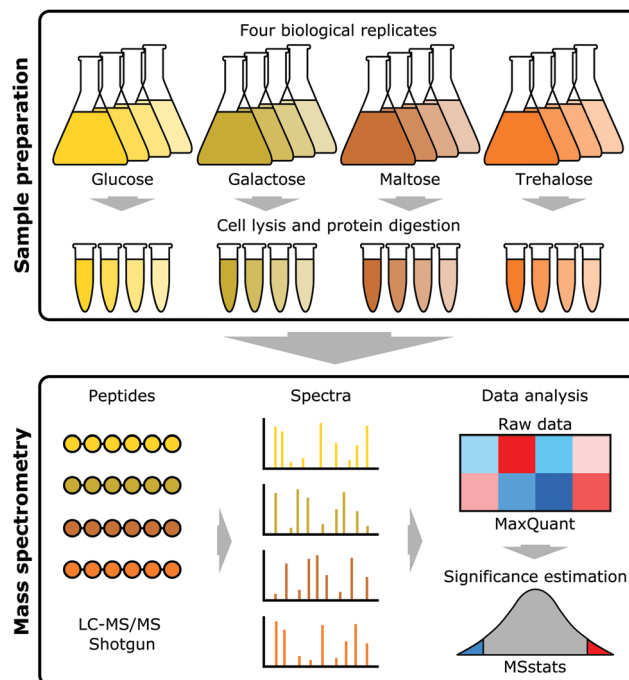 Sample preparation
Four biological replicates
Glucose
Galactose
Maltose
Trehalose
Cell lysis and protein digestion
Mass spectrometry
Peptides
LC-MS/MS
Shotgun
Spectra
Data analysis
Raw data
MaxQuant
Significance estimation
MSstats